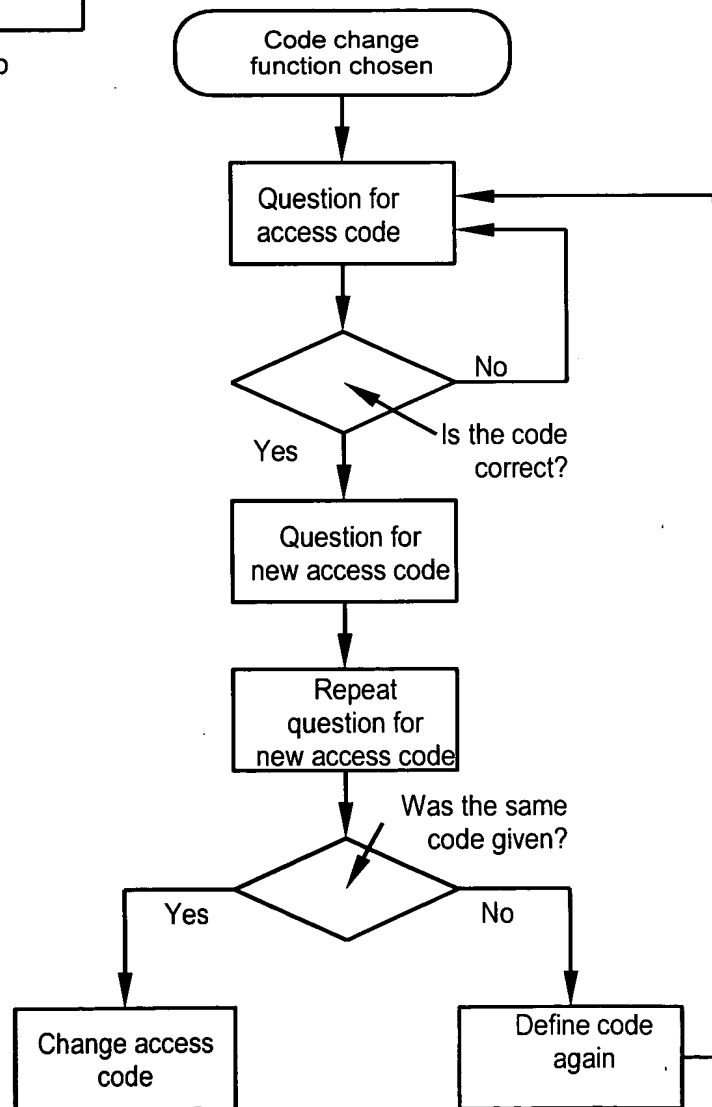 Code change
function chosen
Question for
access code
No
Is the code
correct?
Yes
Question for
new access code
Repeat
question for
new access code
Was the same
code given?
Yes
No
Change access
code
Define code
again